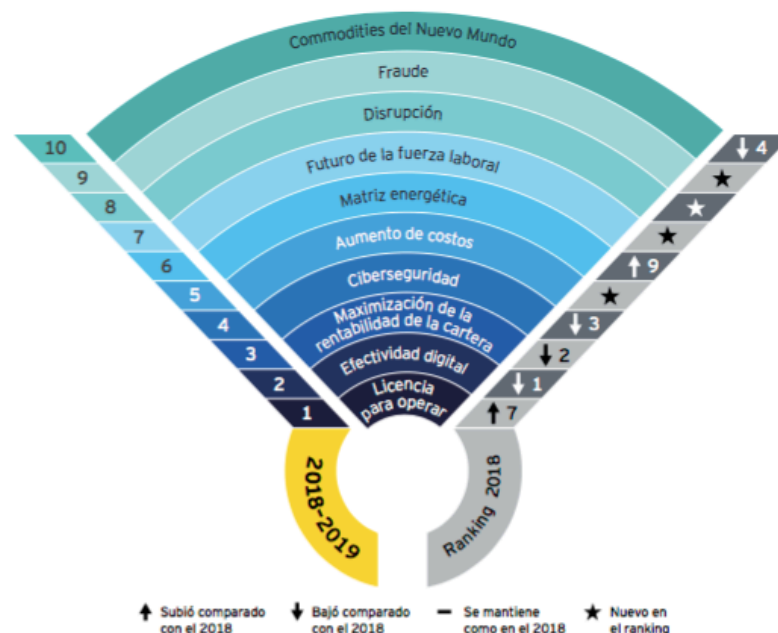 Commodities del Nuevo Mundo
Fraude
Disrupción
Futuro de la fuerza laboral
Matriz energética
Aumento de costos
Ciberseguridad
Maximización de la
rentabilidad de la cartera
Efectividad digital
Licencia
para operar
10
9
8
7
6
5
4
3
2
1
↓ 4
★
★
★
↑ 9
★
↓ 3
↓ 2
↓ 1
↑ 7
2018-2019
Ranking 2018
↑ Subió comparado
con el 2018
↓ Bajó comparado
con el 2018
– Se mantiene
como en el 2018
★ Nuevo en
el ranking